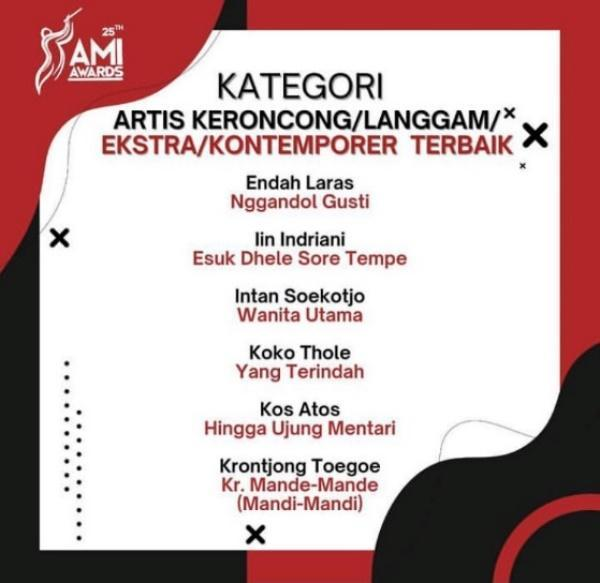 25TH
AMI
AWARDS
KATEGORI
ARTIS KERONCONG/LANGGAM/
EKSTRA/KONTEMPORER TERBAIK
Endah Laras
Nggandol Gusti
Iin Indriani
Esuk Dhele Sore Tempe
Intan Soekotjo
Wanita Utama
Koko Thole
Yang Terindah
Kos Atos
Hingga Ujung Mentari
Krontjong Toegoe
Kr. Mande-Mande
(Mandi-Mandi)